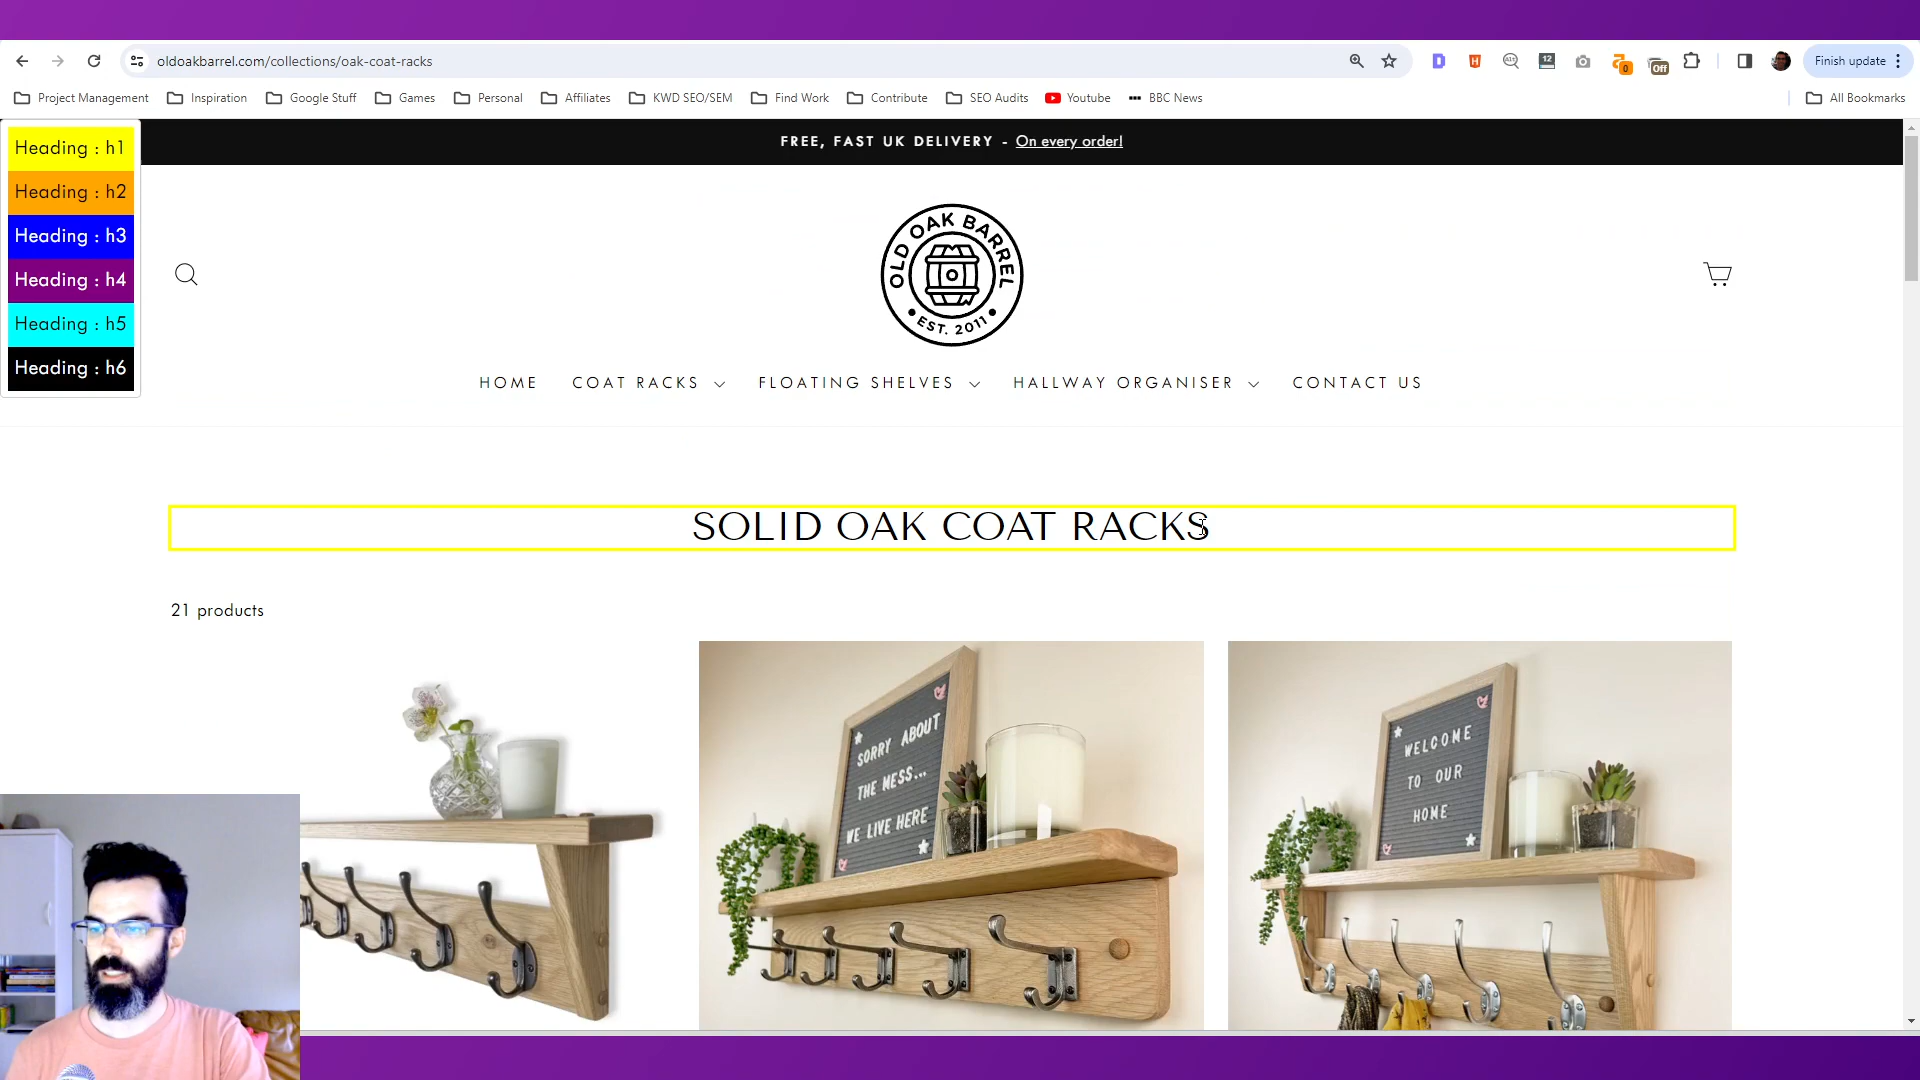 oldoakbarrel.com/collections/oak-coat-racks
12
0
Off
Finish update
Project Management
Inspiration
Google Stuff
Games
Personal
Affiliates
KWD SEO/SEM
Find Work
Contribute
SEO Audits
Youtube
BBC News
All Bookmarks
Heading : h1
Heading : h2
Heading : h3
Heading : h4
Heading : h5
Heading : h6
FREE, FAST UK DELIVERY - On every order!
OLD OAK BARREL
EST. 2011
HOME
COAT RACKS
FLOATING SHELVES
HALLWAY ORGANISER
CONTACT US
SOLID OAK COAT RACKS
21 products
SORRY ABOUT
THE MESS...
WE LIVE HERE
WELCOME
TO OUR
HOME